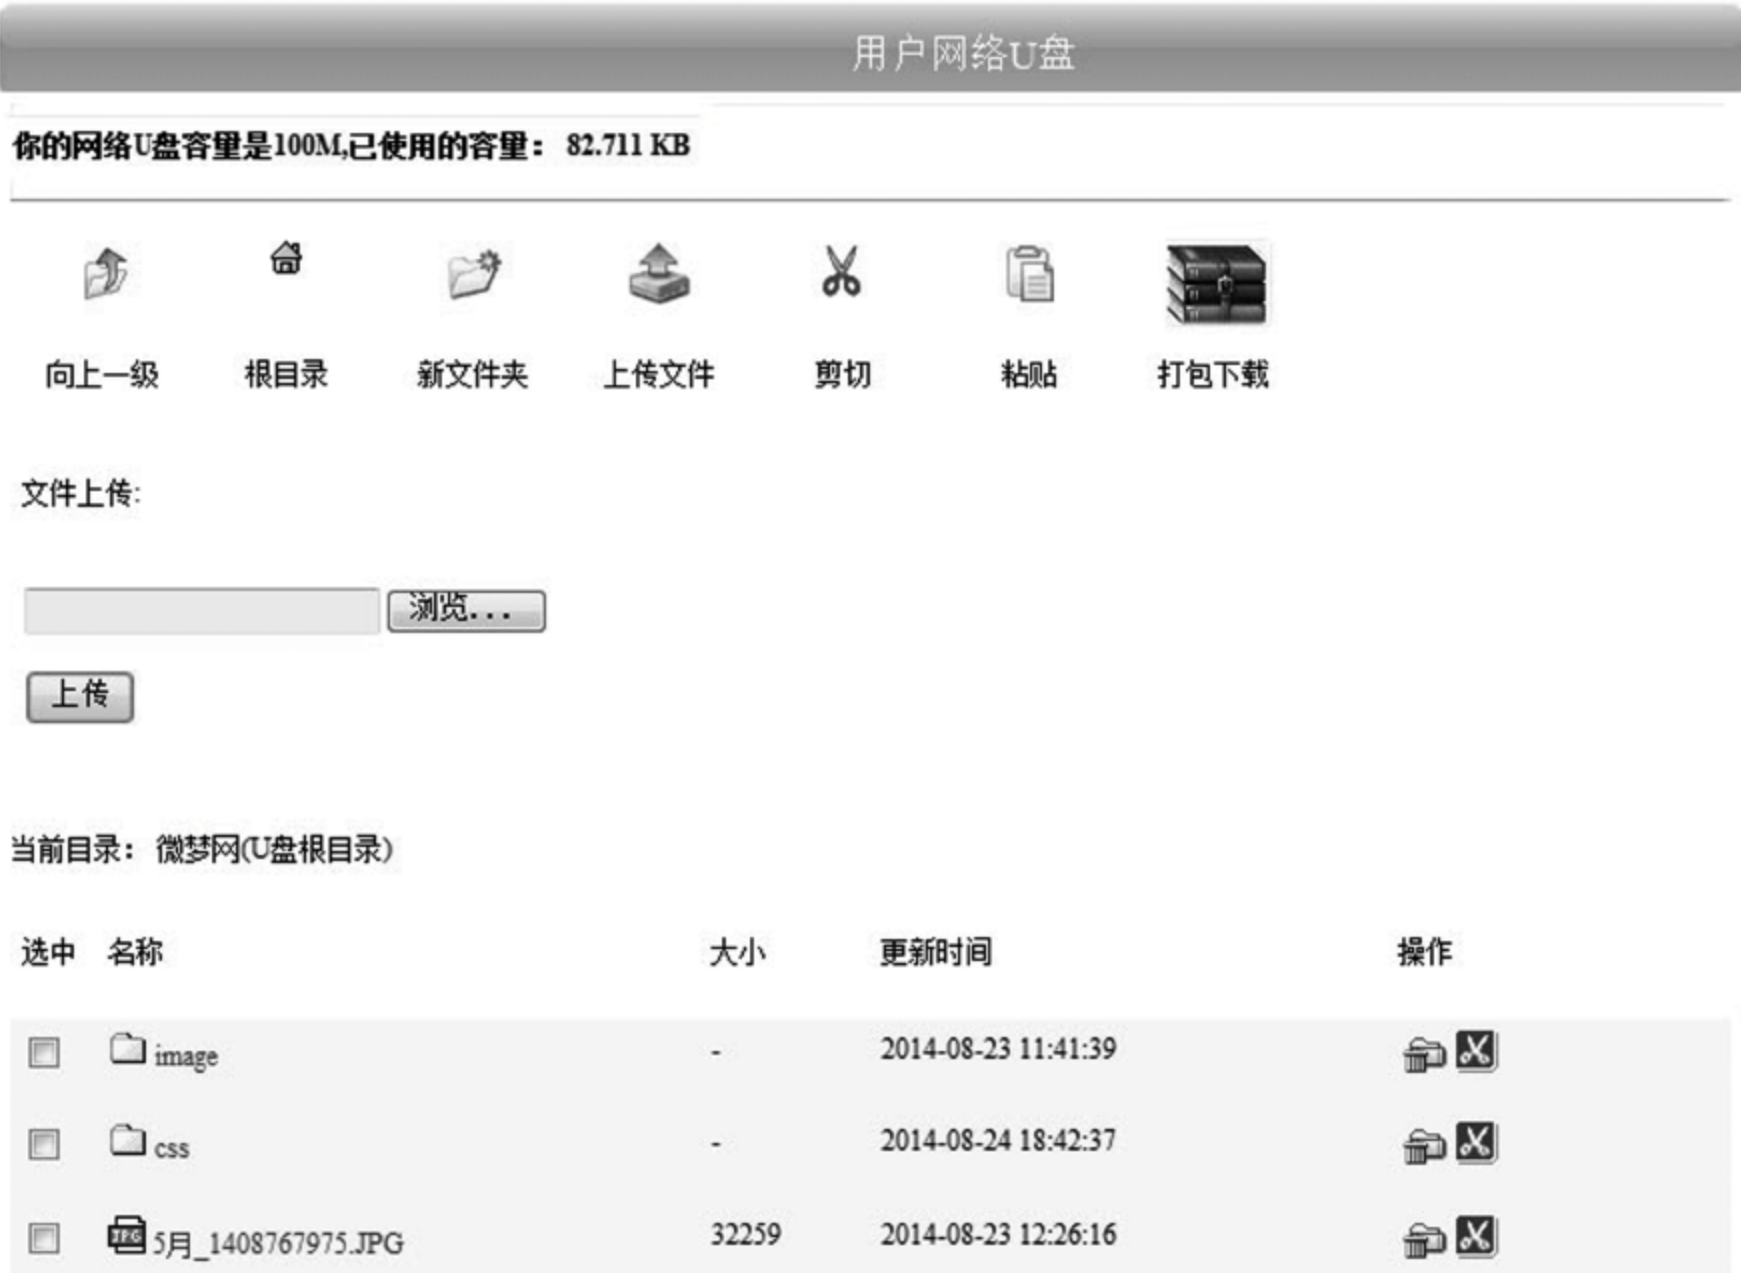 用户网络U盘
你的网络U盘容里是100M,已使用的容里： 82.711 KB
向上一级 根目录 新文件夹 上传文件 剪切 粘贴 打包下载
文件上传:
浏览...
上传
当前目录： 微梦网(U盘根目录)
选中 名称 大小 更新时间 操作
image - 2014-08-23 11:41:39
css - 2014-08-24 18:42:37
JPG 5月_1408767975.JPG 32259 2014-08-23 12:26:16